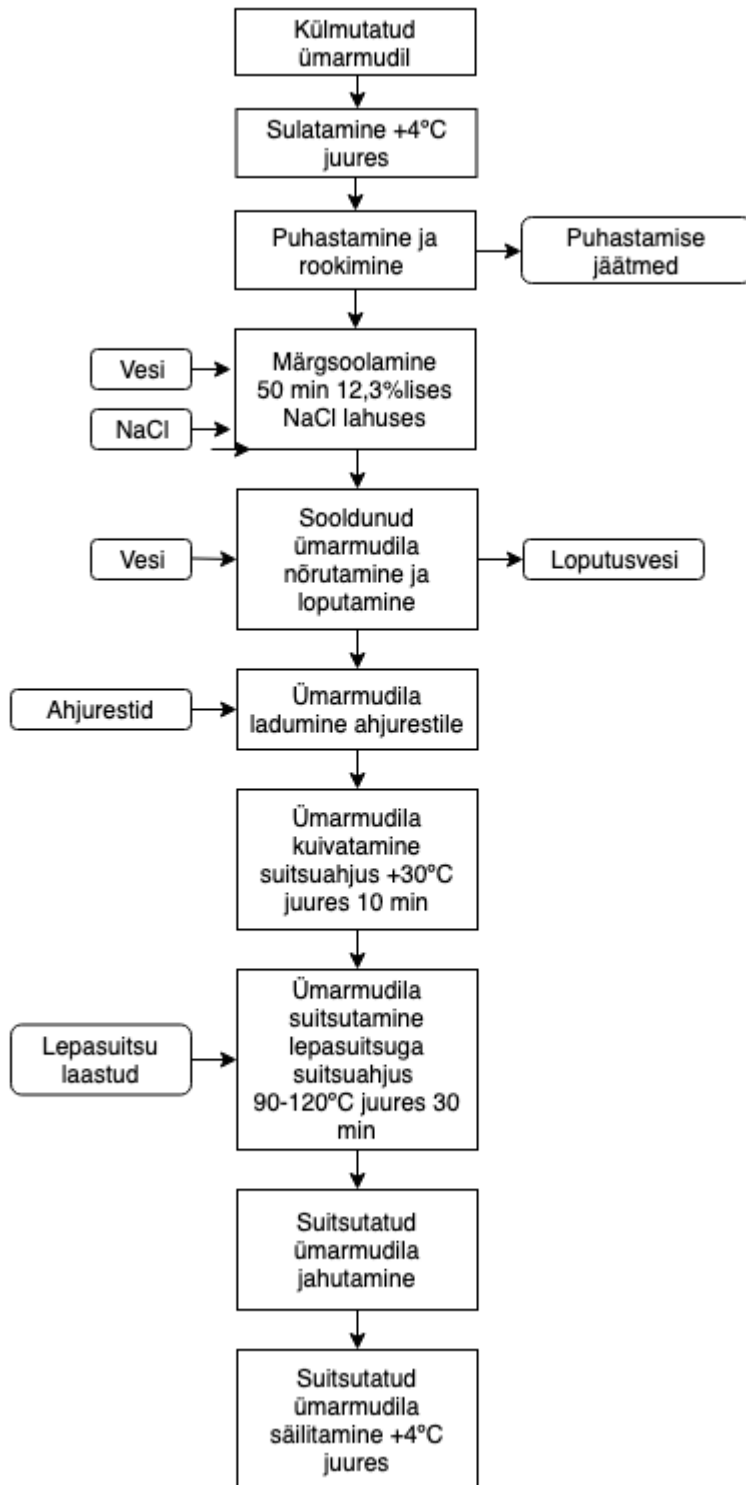 Külmutatud
ümarmudil
Sulatamine +4ºC
juures
Puhastamine ja
rookimine
Puhastamise
jäätmed
Vesi
NaCl
Märgsoolamine
50 min 12,3%lises
NaCl lahuses
Vesi
Sooldunud
ümarmudila
nõrutamine ja
loputamine
Loputusvesi
Ahjurestid
Ümarmudila
ladumine ahjurestile
Ümarmudila
kuivatamine
suitsuahjus +30ºC
juures 10 min
Lepasuitsu
laastud
Ümarmudila
suitsutamine
lepasuitsuga
suitsuahjus
90-120ºC juures 30
min
Suitsutatud
ümarmudila
jahutamine
Suitsutatud
ümarmudila
säilitamine +4ºC
juures